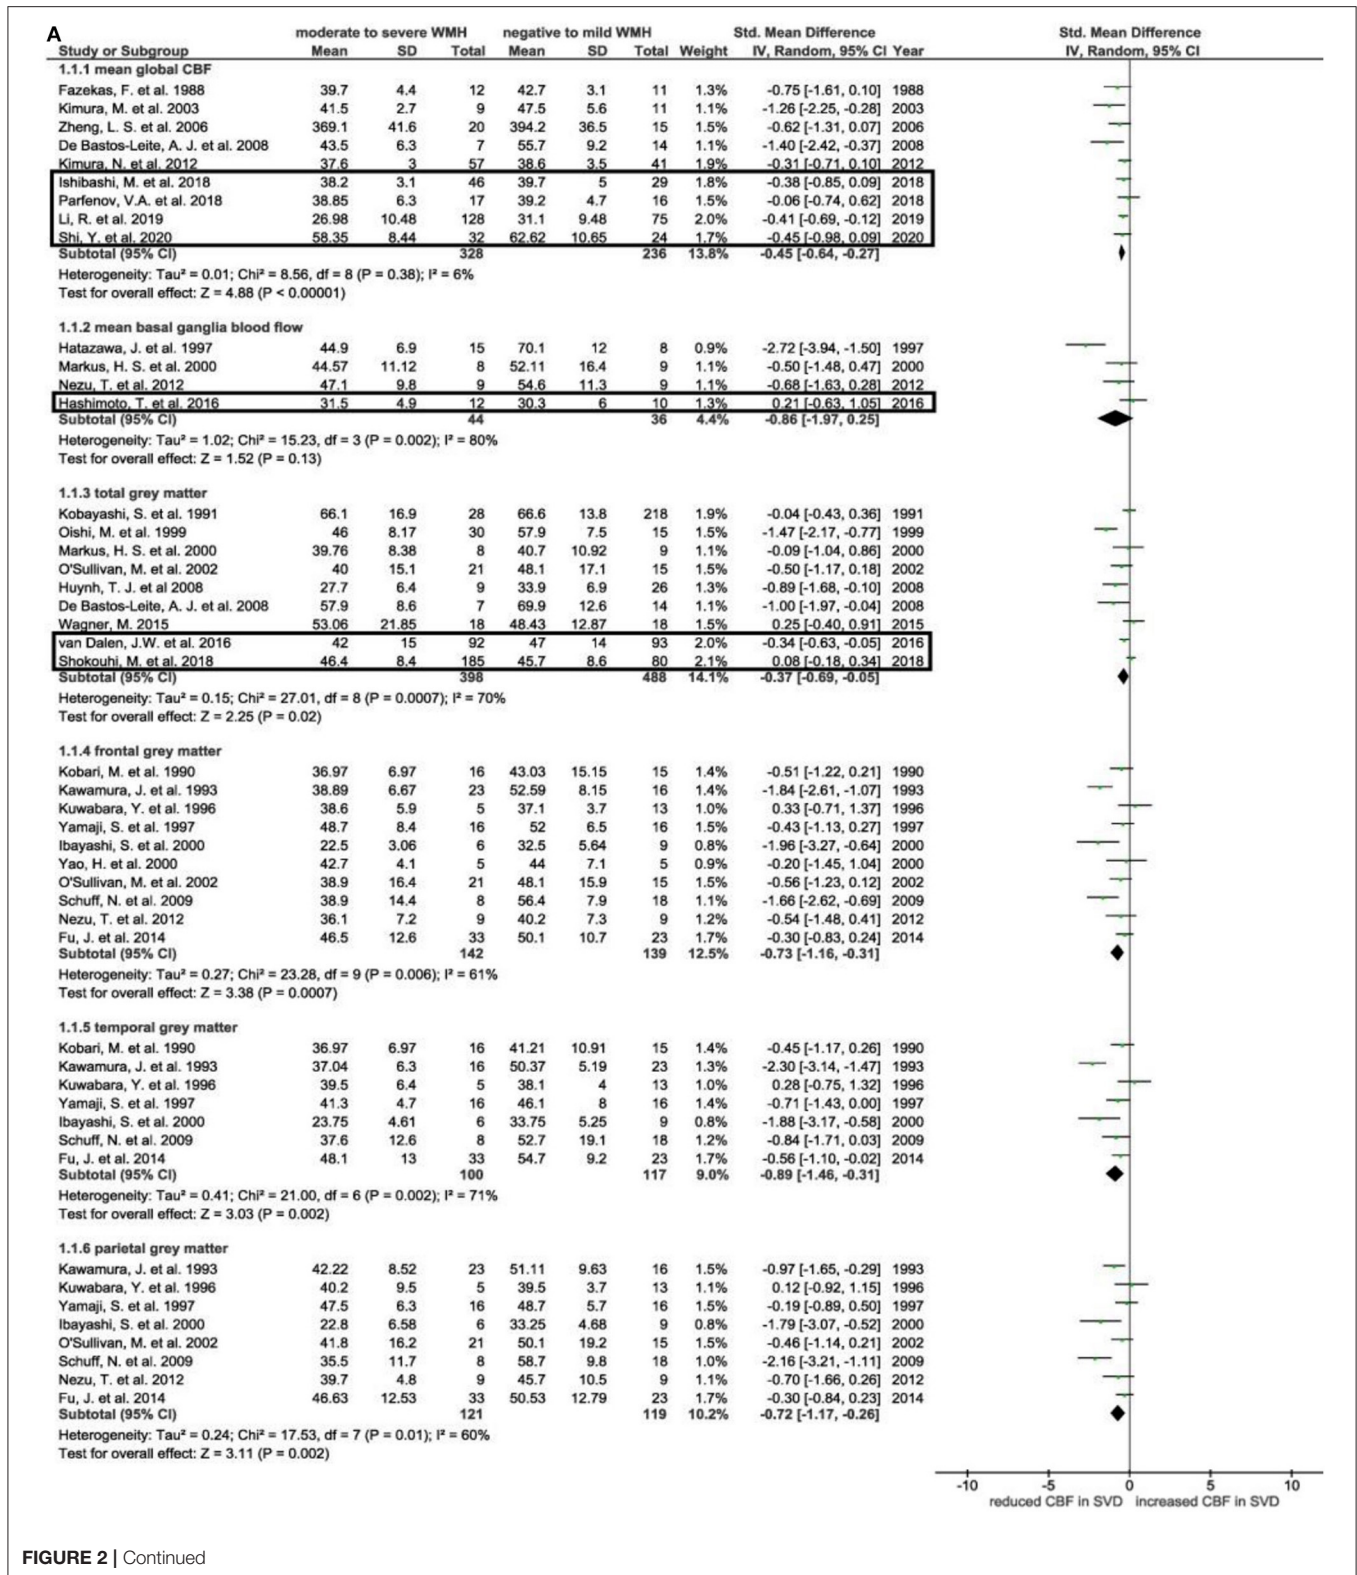 A
moderate to severe WMH negative to mild WMH Std. Mean Difference Std. Mean Difference
Study or Subgroup Mean SD Total Mean SD Total Weight IV, Random, 95% CI Year IV, Random, 95% CI
1.1.1 mean global CBF
Fazekas, F. et al. 1988 39.7 4.4 12 42.7 3.1 11 1.3% -0.75 [-1.61, 0.10] 1988
Kimura, M. et al. 2003 41.5 2.7 9 47.5 5.6 11 1.1% -1.26 [-2.25, -0.28] 2003
Zheng, L. S. et al. 2006 369.1 41.6 20 394.2 36.5 15 1.5% -0.62 [-1.31, 0.07] 2006
De Bastos-Leite, A. J. et al. 2008 43.5 6.3 7 55.7 9.2 14 1.1% -1.40 [-2.42, -0.37] 2008
Kimura, N. et al. 2012 37.6 3 57 38.6 3.5 41 1.9% -0.31 [-0.71, 0.10] 2012
Ishibashi, M. et al. 2018 38.2 3.1 46 39.7 5 29 1.8% -0.38 [-0.85, 0.09] 2018
Parfenov, V.A. et al. 2018 38.85 6.3 17 39.2 4.7 16 1.5% -0.06 [-0.74, 0.62] 2018
Li, R. et al. 2019 26.98 10.48 128 31.1 9.48 75 2.0% -0.41 [-0.69, -0.12] 2019
Shi, Y. et al. 2020 58.35 8.44 32 62.62 10.65 24 1.7% -0.45 [-0.98, 0.09] 2020
Subtotal (95% CI) 328 236 13.8% -0.45 [-0.64, -0.27]
Heterogeneity: Tau² = 0.01; Chi² = 8.56, df = 8 (P = 0.38); I² = 6%
Test for overall effect: Z = 4.88 (P < 0.00001)
1.1.2 mean basal ganglia blood flow
Hatazawa, J. et al. 1997 44.9 6.9 15 70.1 12 8 0.9% -2.72 [-3.94, -1.50] 1997
Markus, H. S. et al. 2000 44.57 11.12 8 52.11 16.4 9 1.1% -0.50 [-1.48, 0.47] 2000
Nezu, T. et al. 2012 47.1 9.8 9 54.6 11.3 9 1.1% -0.68 [-1.63, 0.28] 2012
Hashimoto, T. et al. 2016 31.5 4.9 12 30.3 6 10 1.3% 0.21 [-0.63, 1.05] 2016
Subtotal (95% CI) 44 36 4.4% -0.86 [-1.97, 0.25]
Heterogeneity: Tau² = 1.02; Chi² = 15.23, df = 3 (P = 0.002); I² = 80%
Test for overall effect: Z = 1.52 (P = 0.13)
1.1.3 total grey matter
Kobayashi, S. et al. 1991 66.1 16.9 28 66.6 13.8 218 1.9% -0.04 [-0.43, 0.36] 1991
Oishi, M. et al. 1999 46 8.17 30 57.9 7.5 15 1.5% -1.47 [-2.17, -0.77] 1999
Markus, H. S. et al. 2000 39.76 8.38 8 40.7 10.92 9 1.1% -0.09 [-1.04, 0.86] 2000
O'Sullivan, M. et al. 2002 40 15.1 21 48.1 17.1 15 1.5% -0.50 [-1.17, 0.18] 2002
Huynh, T. J. et al 2008 27.7 6.4 9 33.9 6.9 26 1.3% -0.89 [-1.68, -0.10] 2008
De Bastos-Leite, A. J. et al. 2008 57.9 8.6 7 69.9 12.6 14 1.1% -1.00 [-1.97, -0.04] 2008
Wagner, M. 2015 53.06 21.85 18 48.43 12.87 18 1.5% 0.25 [-0.40, 0.91] 2015
van Dalen, J.W. et al. 2016 42 15 92 47 14 93 2.0% -0.34 [-0.63, -0.05] 2016
Shokouhi, M. et al. 2018 46.4 8.4 185 45.7 8.6 80 2.1% 0.08 [-0.18, 0.34] 2018
Subtotal (95% CI) 398 488 14.1% -0.37 [-0.69, -0.05]
Heterogeneity: Tau² = 0.15; Chi² = 27.01, df = 8 (P = 0.0007); I² = 70%
Test for overall effect: Z = 2.25 (P = 0.02)
1.1.4 frontal grey matter
Kobari, M. et al. 1990 36.97 6.97 16 43.03 15.15 15 1.4% -0.51 [-1.22, 0.21] 1990
Kawamura, J. et al. 1993 38.89 6.67 23 52.59 8.15 16 1.4% -1.84 [-2.61, -1.07] 1993
Kuwabara, Y. et al. 1996 38.6 5.9 5 37.1 3.7 13 1.0% 0.33 [-0.71, 1.37] 1996
Yamaji, S. et al. 1997 48.7 8.4 16 52 6.5 16 1.5% -0.43 [-1.13, 0.27] 1997
Ibayashi, S. et al. 2000 22.5 3.06 6 32.5 5.64 9 0.8% -1.96 [-3.27, -0.64] 2000
Yao, H. et al. 2000 42.7 4.1 5 44 7.1 5 0.9% -0.20 [-1.45, 1.04] 2000
O'Sullivan, M. et al. 2002 38.9 16.4 21 48.1 15.9 15 1.5% -0.56 [-1.23, 0.12] 2002
Schuff, N. et al. 2009 38.9 14.4 8 56.4 7.9 18 1.1% -1.66 [-2.62, -0.69] 2009
Nezu, T. et al. 2012 36.1 7.2 9 40.2 7.3 9 1.2% -0.54 [-1.48, 0.41] 2012
Fu, J. et al. 2014 46.5 12.6 33 50.1 10.7 23 1.7% -0.30 [-0.83, 0.24] 2014
Subtotal (95% CI) 142 139 12.5% -0.73 [-1.16, -0.31]
Heterogeneity: Tau² = 0.27; Chi² = 23.28, df = 9 (P = 0.006); I² = 61%
Test for overall effect: Z = 3.38 (P = 0.0007)
1.1.5 temporal grey matter
Kobari, M. et al. 1990 36.97 6.97 16 41.21 10.91 15 1.4% -0.45 [-1.17, 0.26] 1990
Kawamura, J. et al. 1993 37.04 6.3 16 50.37 5.19 23 1.3% -2.30 [-3.14, -1.47] 1993
Kuwabara, Y. et al. 1996 39.5 6.4 5 38.1 4 13 1.0% 0.28 [-0.75, 1.32] 1996
Yamaji, S. et al. 1997 41.3 4.7 16 46.1 8 16 1.4% -0.71 [-1.43, 0.00] 1997
Ibayashi, S. et al. 2000 23.75 4.61 6 33.75 5.25 9 0.8% -1.88 [-3.17, -0.58] 2000
Schuff, N. et al. 2009 37.6 12.6 8 52.7 19.1 18 1.2% -0.84 [-1.71, 0.03] 2009
Fu, J. et al. 2014 48.1 13 33 54.7 9.2 23 1.7% -0.56 [-1.10, -0.02] 2014
Subtotal (95% CI) 100 117 9.0% -0.89 [-1.46, -0.31]
Heterogeneity: Tau² = 0.41; Chi² = 21.00, df = 6 (P = 0.002); I² = 71%
Test for overall effect: Z = 3.03 (P = 0.002)
1.1.6 parietal grey matter
Kawamura, J. et al. 1993 42.22 8.52 23 51.11 9.63 16 1.5% -0.97 [-1.65, -0.29] 1993
Kuwabara, Y. et al. 1996 40.2 9.5 5 39.5 3.7 13 1.1% 0.12 [-0.92, 1.15] 1996
Yamaji, S. et al. 1997 47.5 6.3 16 48.7 5.7 16 1.5% -0.19 [-0.89, 0.50] 1997
Ibayashi, S. et al. 2000 22.8 6.58 6 33.25 4.68 9 0.8% -1.79 [-3.07, -0.52] 2000
O'Sullivan, M. et al. 2002 41.8 16.2 21 50.1 19.2 15 1.5% -0.46 [-1.14, 0.21] 2002
Schuff, N. et al. 2009 35.5 11.7 8 58.7 9.8 18 1.0% -2.16 [-3.21, -1.11] 2009
Nezu, T. et al. 2012 39.7 4.8 9 45.7 10.5 9 1.1% -0.70 [-1.66, 0.26] 2012
Fu, J. et al. 2014 46.63 12.53 33 50.53 12.79 23 1.7% -0.30 [-0.84, 0.23] 2014
Subtotal (95% CI) 121 119 10.2% -0.72 [-1.17, -0.26]
Heterogeneity: Tau² = 0.24; Chi² = 17.53, df = 7 (P = 0.01); I² = 60%
Test for overall effect: Z = 3.11 (P = 0.002)
-10 -5 0 5 10
reduced CBF in SVD increased CBF in SVD
FIGURE 2 | Continued